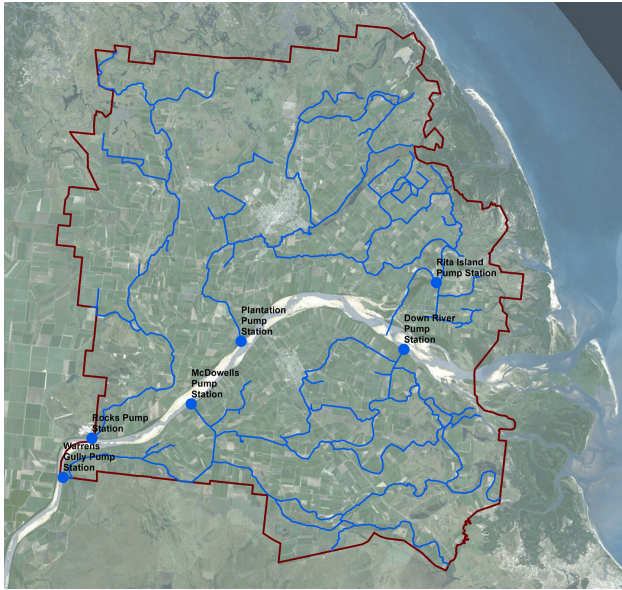 Rita Island
Pump Station
Plantation
Pump
Station
Down River
Pump
Station
McDowells
Pump
Station
Rocks Pump
Station
Warrens
Gully Pump
Station